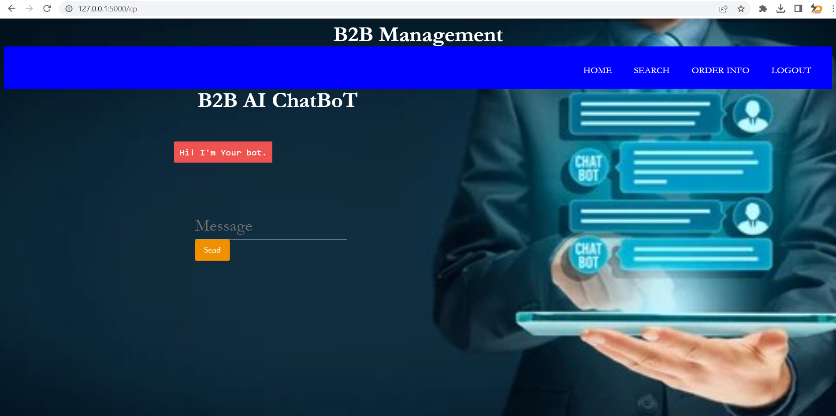 127.0.0.1:5000/cp
B2B Management
HOME SEARCH ORDER INFO LOGOUT
B2B AI ChatBoT
Hi! I'm Your bot.
CHAT
BOT
Message
Send
CHAT
BOT